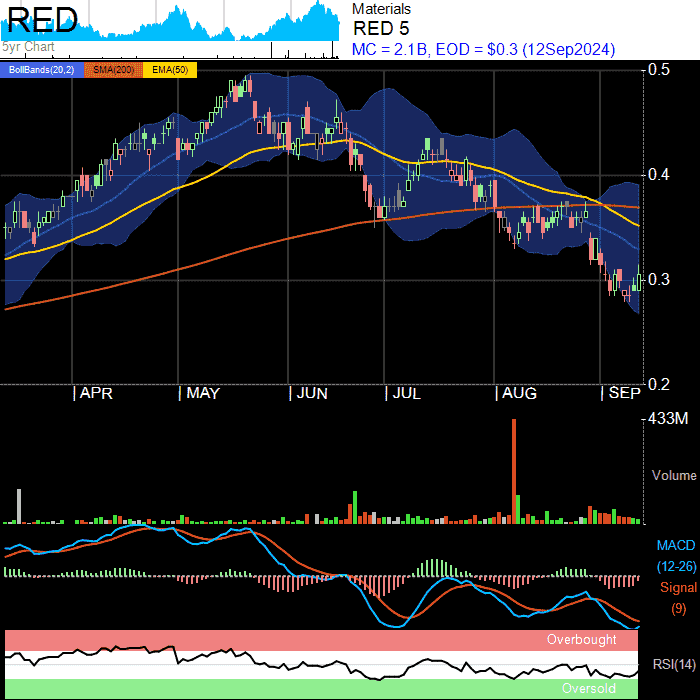 RED
5yr Chart
Materials
RED 5
MC = 2.1B, EOD = $0.3 (12Sep2024)
BollBands(20,2) SMA(200) EMA(50)
0.5
0.4
0.3
0.2
APR MAY JUN JUL AUG SEP
433M
Volume
MACD
(12-26)
Signal
(9)
Overbought
RSI(14)
Oversold